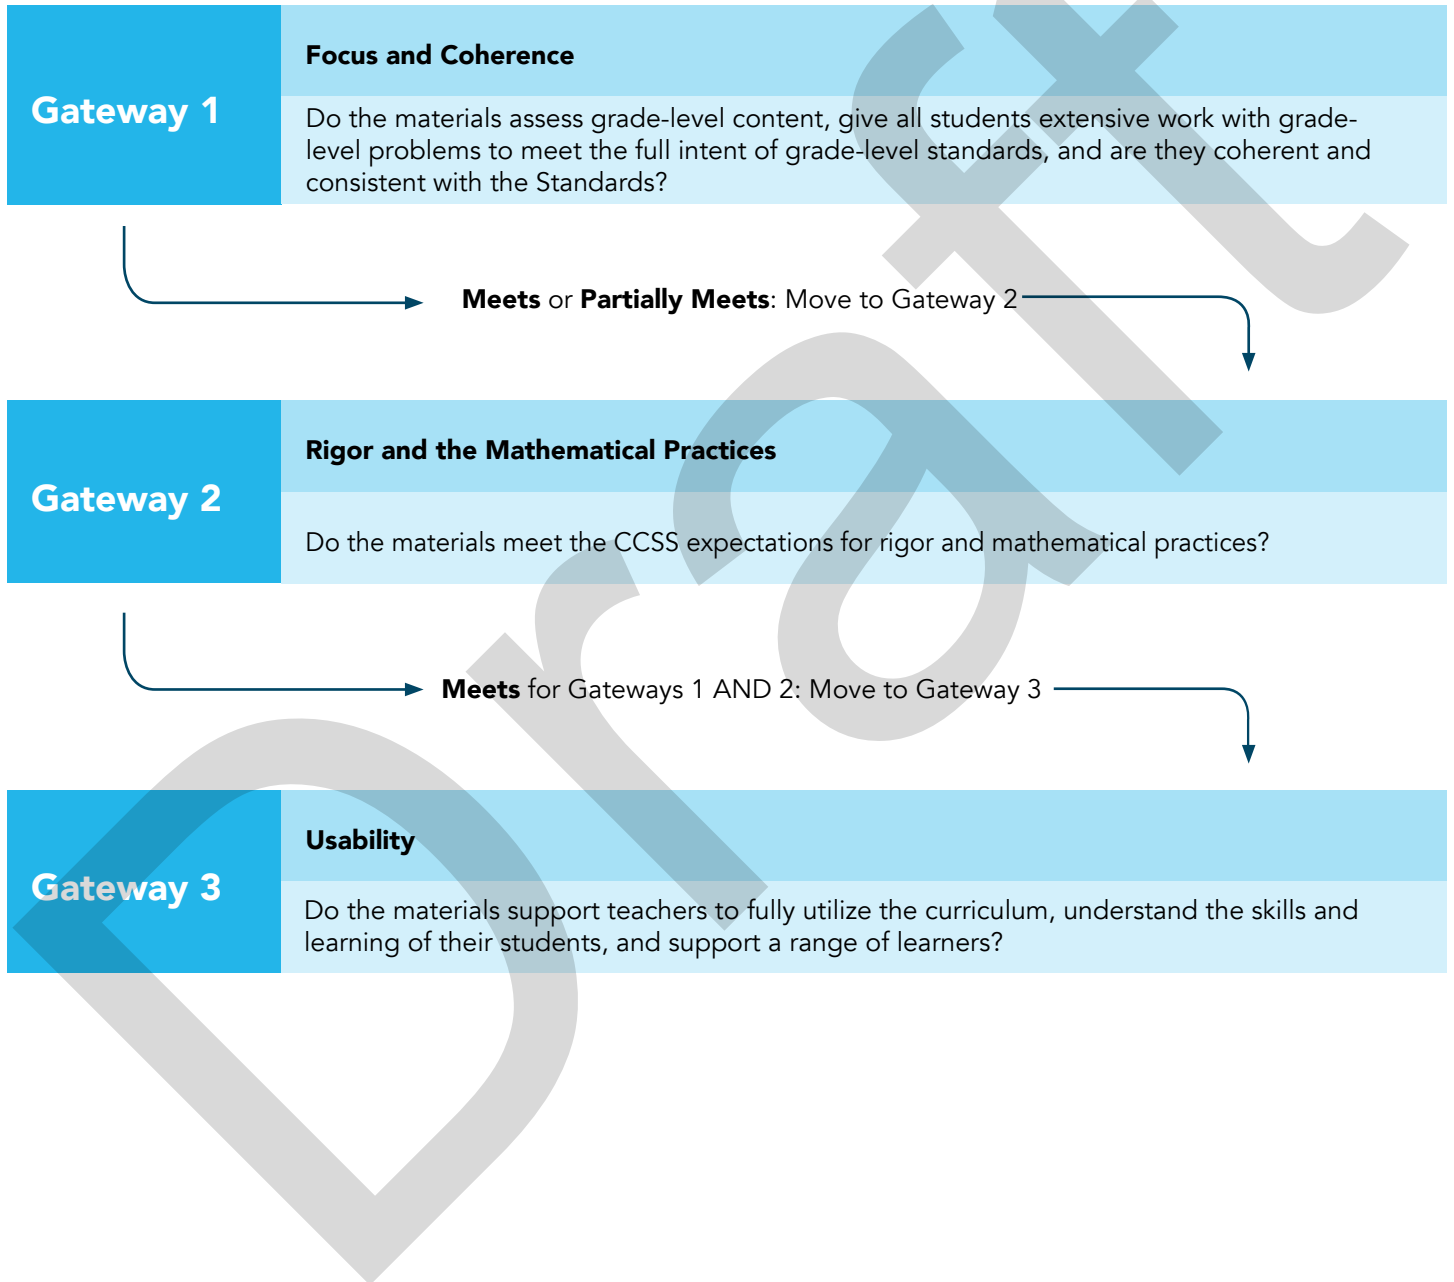 Gateway 1
Focus and Coherence
Do the materials assess grade-level content, give all students extensive work with grade-
level problems to meet the full intent of grade-level standards, and are they coherent and
consistent with the Standards?
Meets or Partially Meets: Move to Gateway 2
Gateway 2
Rigor and the Mathematical Practices
Do the materials meet the CCSS expectations for rigor and mathematical practices?
Meets for Gateways 1 AND 2: Move to Gateway 3
Gateway 3
Usability
Do the materials support teachers to fully utilize the curriculum, understand the skills and
learning of their students, and support a range of learners?
Draft